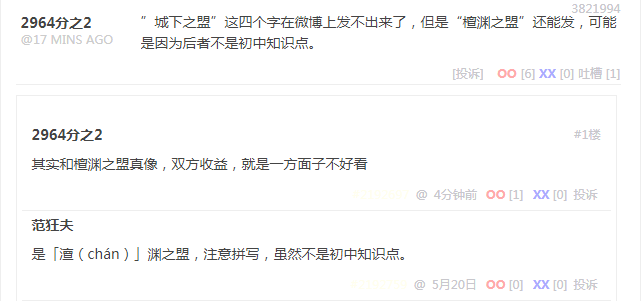 3821994
2964分之2
@17 MINS AGO
”城下之盟”这四个字在微博上发不出来了，但是“檀渊之盟”还能发，可能
是因为后者不是初中知识点。
[投诉] OO [6] XX [0] 吐槽 [1]
2964分之2 #1楼
其实和檀渊之盟真像，双方收益，就是一方面子不好看
@ 4分钟前 OO [1] XX [0] 投诉
范狂夫
是「澶（chán）」渊之盟，注意拼写，虽然不是初中知识点。
@ 5月20日 OO [0] XX [0] 投诉